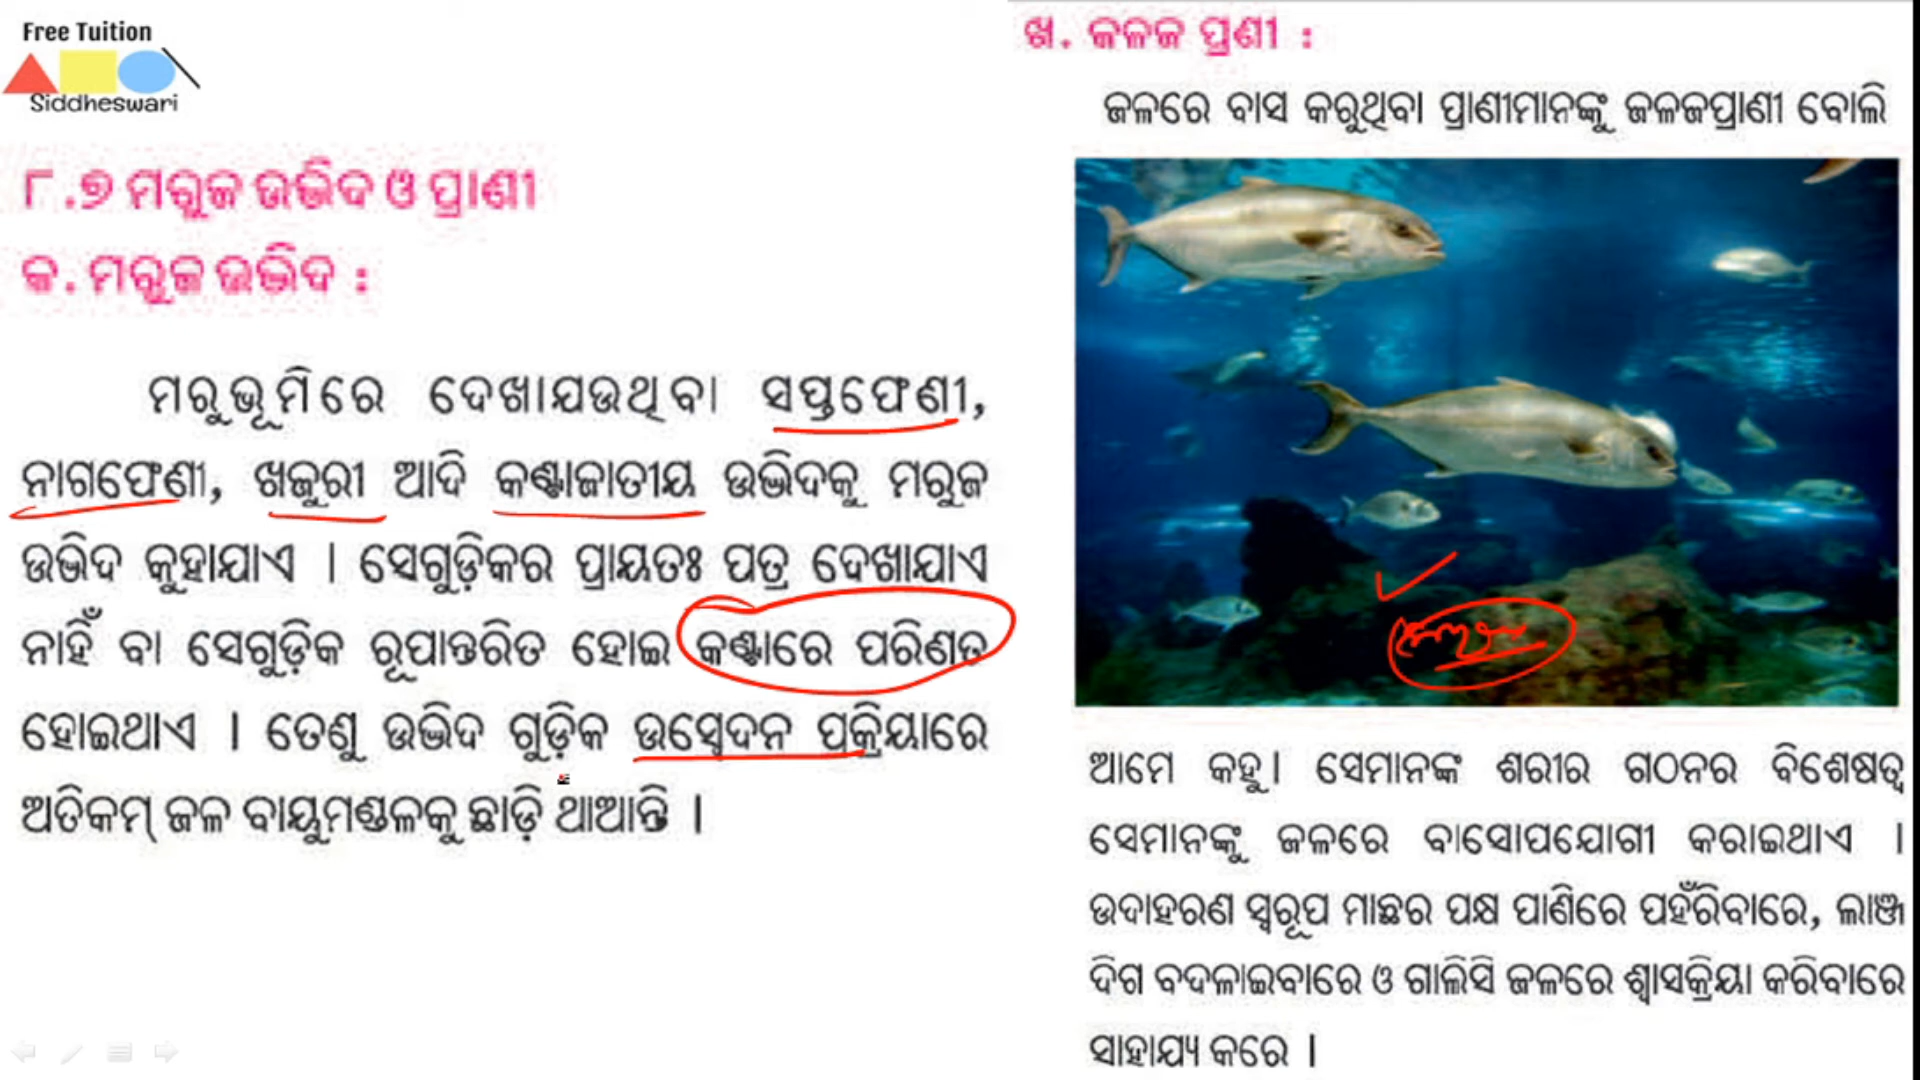 Free Tuition
Siddheswari
୮.୭ ମରୁଜ ଉଦ୍ଭିଦ ଓ ପ୍ରାଣୀ
କ. ମରୁଜ ଉଦ୍ଭିଦ :
ମରୁଭୂମିରେ ଦେଖାଯଉଥିବା ସପ୍ତଫେଣୀ,
ନାଗଫେଣୀ, ଖଜୁରୀ ଆଦି କଣ୍ଟାଜାତୀୟ ଉଦ୍ଭିଦକୁ ମରୁଜ
ଉଦ୍ଭିଦ କୁହାଯାଏ । ସେଗୁଡ଼ିକର ପ୍ରାୟତଃ ପତ୍ର ଦେଖାଯାଏ
ନାହିଁ ବା ସେଗୁଡ଼ିକ ରୂପାନ୍ତରିତ ହୋଇ କଣ୍ଟାରେ ପରିଣତ
ହୋଇଥାଏ । ତେଣୁ ଉଦ୍ଭିଦ ଗୁଡ଼ିକ ଉତ୍ସ୍ବେଦନ ପକ୍ରିୟାରେ
ଅତିକମ୍ ଜଳ ବାୟୁମଣ୍ଡଳକୁ ଛାଡ଼ି ଥାଆନ୍ତି ।
ଖ. ଜଳଜ ପ୍ରଣୀ :
ଜଳରେ ବାସ କରୁଥିବା ପ୍ରାଣୀମାନଙ୍କୁ ଜଳଜପ୍ରାଣୀ ବୋଲି
ଆମେ କହୁ। ସେମାନଙ୍କ ଶରୀର ଗଠନର ବିଶେଷତ୍ୱ
ସେମାନଙ୍କୁ ଜଳରେ ବାସୋପଯୋଗୀ କରାଇଥାଏ ।
ଉଦାହରଣ ସ୍ୱରୂପ ମାଛର ପକ୍ଷ ପାଣିରେ ପହଁରିବାରେ, ଲାଞ୍ଜ
ଦିଗ ବଦଳାଇବାରେ ଓ ଗାଲିସି ଜଳରେ ଶ୍ୱାସକ୍ରିୟା କରିବାରେ
ସାହାଯ୍ୟ କରେ ।